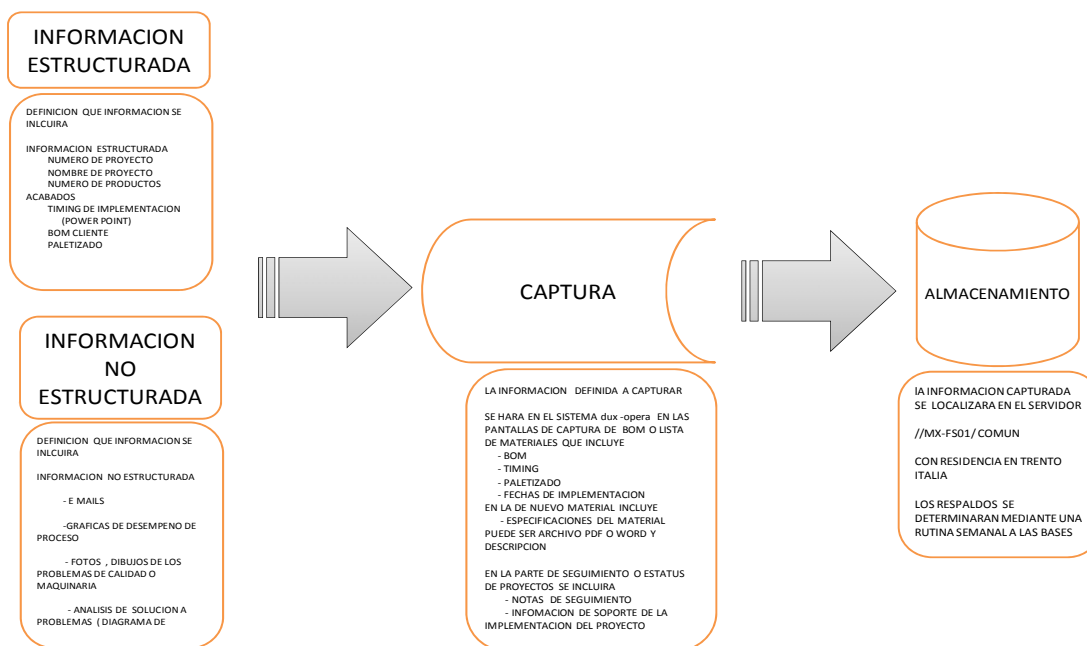 INFORMACION
ESTRUCTURADA
DEFINICION QUE INFORMACION SE
INLCUIRA
INFORMACION ESTRUCTURADA
NUMERO DE PROYECTO
NOMBRE DE PROYECTO
NUMERO DE PRODUCTOS
ACABADOS
TIMING DE IMPLEMENTACION
(POWER POINT)
BOM CLIENTE
PALETIZADO
INFORMACION
NO
ESTRUCTURADA
DEFINICION QUE INFORMACION SE
INLCUIRA
INFORMACION NO ESTRUCTURADA
- E MAILS
-GRAFICAS DE DESEMPENO DE
PROCESO
- FOTOS , DIBUJOS DE LOS
PROBLEMAS DE CALIDAD O
MAQUINARIA
- ANALISIS DE SOLUCION A
PROBLEMAS ( DIAGRAMA DE
CAPTURA
LA INFORMACION DEFINIDA A CAPTURAR
SE HARA EN EL SISTEMA dux -opera EN LAS
PANTALLAS DE CAPTURA DE BOM O LISTA
DE MATERIALES QUE INCLUYE
- BOM
- TIMING
- PALETIZADO
- FECHAS DE IMPLEMENTACION
EN LA DE NUEVO MATERIAL INCLUYE
- ESPECIFICACIONES DEL MATERIAL
PUEDE SER ARCHIVO PDF O WORD Y
DESCRIPCION
EN LA PARTE DE SEGUIMIENTO O ESTATUS
DE PROYECTOS SE INCLUIRA
- NOTAS DE SEGUIMIENTO
- INFOMACION DE SOPORTE DE LA
IMPLEMENTACION DEL PROYECTO
ALMACENAMIENTO
lA INFORMACION CAPTURADA
SE LOCALIZARA EN EL SERVIDOR
//MX-FS01/ COMUN
CON RESIDENCIA EN TRENTO
ITALIA
LOS RESPALDOS SE
DETERMINARAN MEDIANTE UNA
RUTINA SEMANAL A LAS BASES